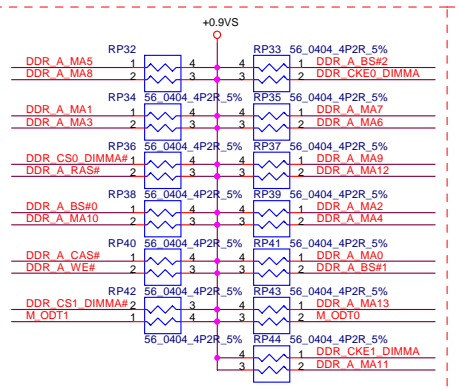 +0.9VS
RP32 RP33 56_0404_4P2R_5%
DDR_A_MA5 1 4 4 1 DDR_A_BS#2
DDR_A_MA8 2 3 3 2 DDR_CKE0_DIMMA
RP34 56_0404_4P2R_5% RP35 56_0404_4P2R_5%
DDR_A_MA1 1 4 4 1 DDR_A_MA7
DDR_A_MA3 2 3 3 2 DDR_A_MA6
RP36 56_0404_4P2R_5% RP37 56_0404_4P2R_5%
DDR_CS0_DIMMA# 1 4 4 1 DDR_A_MA9
DDR_A_RAS# 2 3 3 2 DDR_A_MA12
RP38 56_0404_4P2R_5% RP39 56_0404_4P2R_5%
DDR_A_BS#0 1 4 4 1 DDR_A_MA2
DDR_A_MA10 2 3 3 2 DDR_A_MA4
RP40 56_0404_4P2R_5% RP41 56_0404_4P2R_5%
DDR_A_CAS# 1 4 4 1 DDR_A_MA0
DDR_A_WE# 2 3 3 2 DDR_A_BS#1
RP42 56_0404_4P2R_5% RP43 56_0404_4P2R_5%
DDR_CS1_DIMMA# 2 3 4 1 DDR_A_MA13
M_ODT1 1 4 3 2 M_ODT0
56_0404_4P2R_5% RP44 56_0404_4P2R_5%
4 1 DDR_CKE1_DIMMA
3 2 DDR_A_MA11